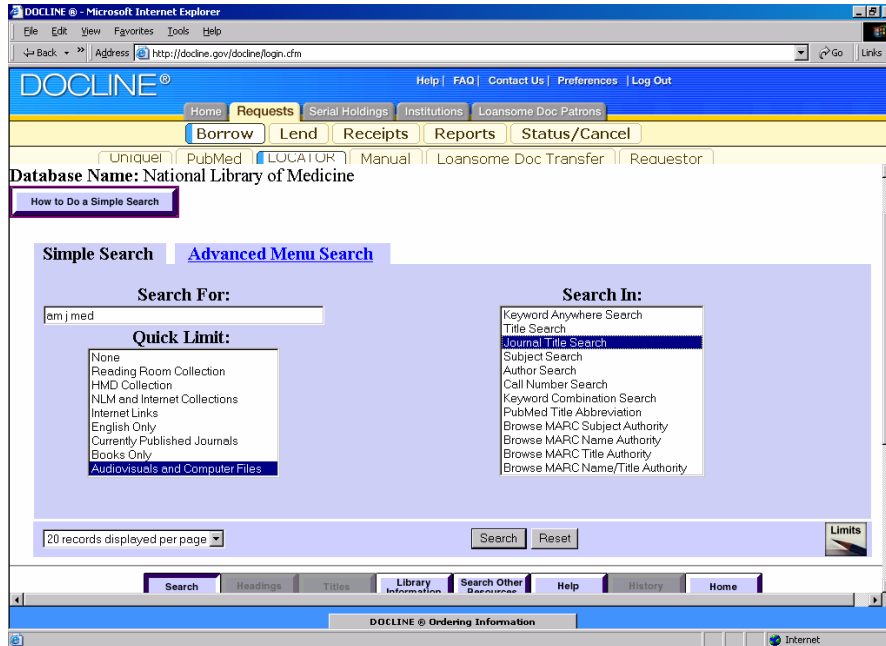 DOCLINE ® - Microsoft Internet Explorer
File Edit View Favorites Tools Help
Back » Address http://docline.gov/docline/login.cfm Go Links
DOCLINE® Help | FAQ | Contact Us | Preferences | Log Out
Home Requests Serial Holdings Institutions Loansome Doc Patrons
Borrow Lend Receipts Reports Status/Cancel
UniqueI PubMed LOCATOR Manual Loansome Doc Transfer Requestor
Database Name: National Library of Medicine
How to Do a Simple Search
Simple Search Advanced Menu Search
Search For:
am j med
Quick Limit:
None
Reading Room Collection
HMD Collection
NLM and Internet Collections
Internet Links
English Only
Currently Published Journals
Books Only
Audiovisuals and Computer Files
Search In:
Keyword Anywhere Search
Title Search
Journal Title Search
Subject Search
Author Search
Call Number Search
Keyword Combination Search
PubMed Title Abbreviation
Browse MARC Subject Authority
Browse MARC Name Authority
Browse MARC Title Authority
Browse MARC Name/Title Authority
20 records displayed per page Search Reset Limits
Search Headings Titles Library Information Search Other Resources Help History Home
DOCLINE ® Ordering Information
Internet